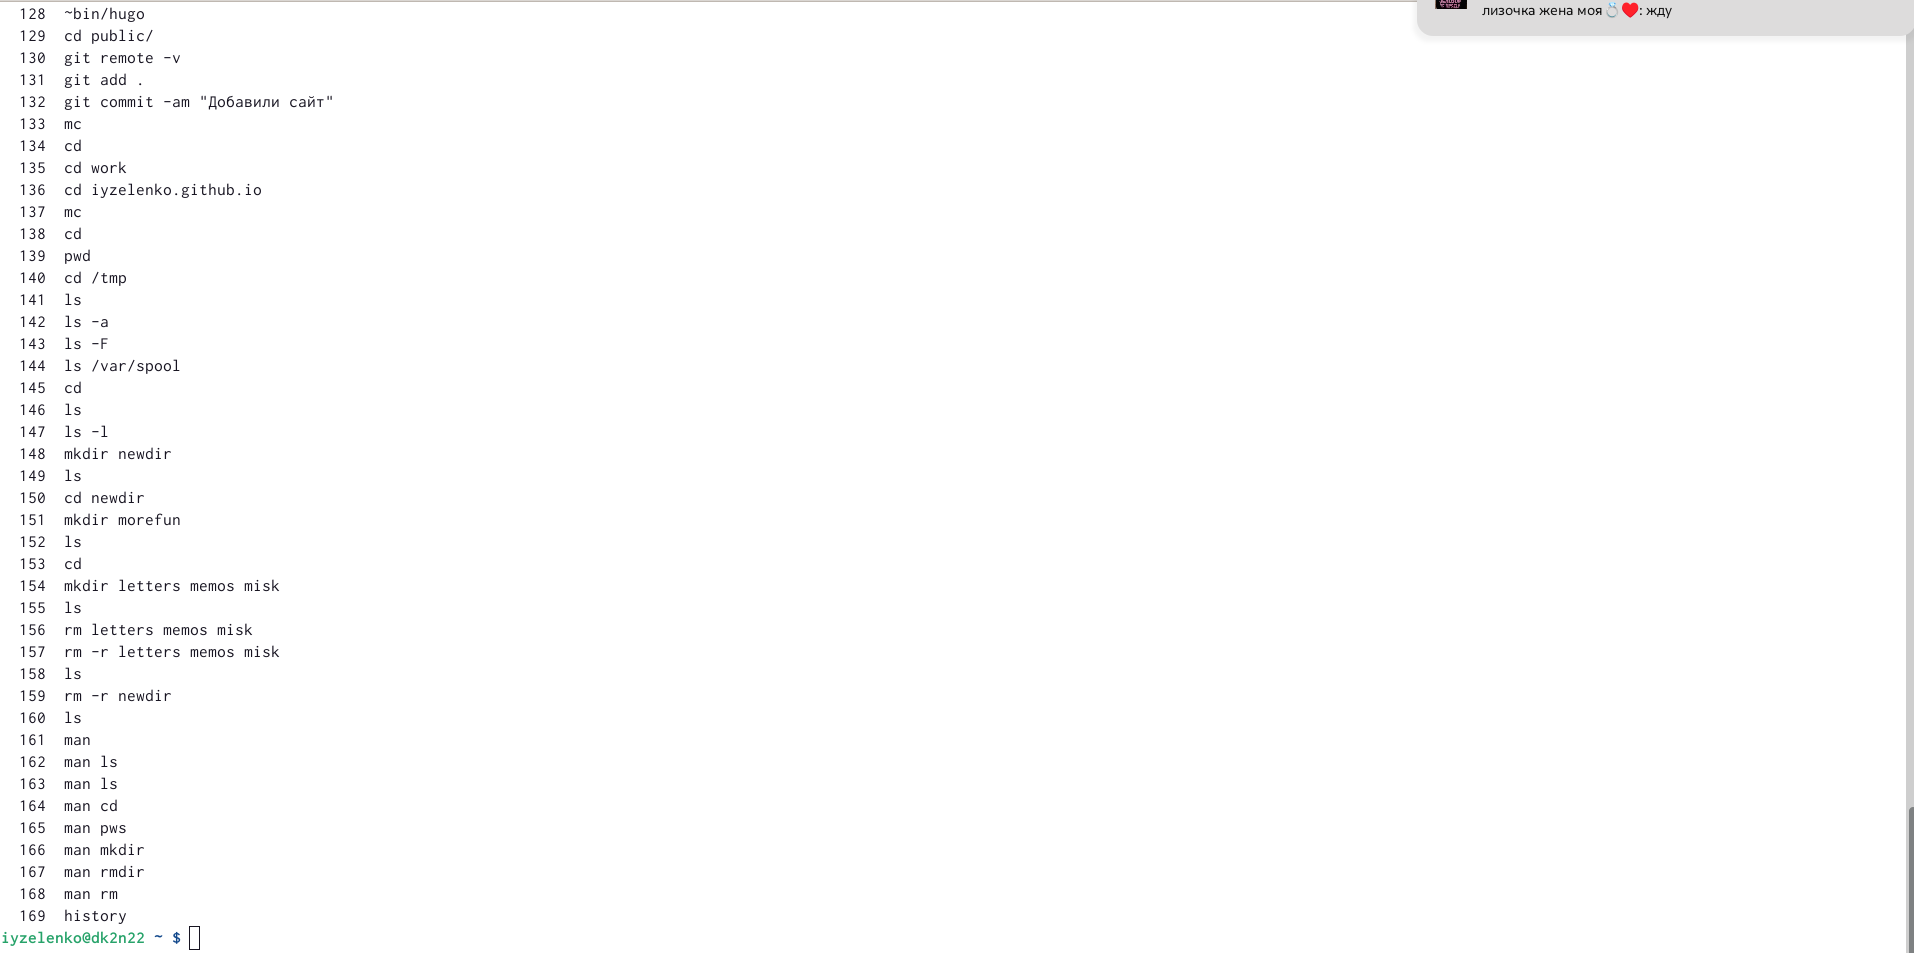 128 ~bin/hugo
лизочка жена моя💍♥️: жду
129 cd public/
130 git remote -v
131 git add .
132 git commit -am "Добавили сайт"
133 mc
134 cd
135 cd work
136 cd iyzelenko.github.io
137 mc
138 cd
139 pwd
140 cd /tmp
141 ls
142 ls -a
143 ls -F
144 ls /var/spool
145 cd
146 ls
147 ls -l
148 mkdir newdir
149 ls
150 cd newdir
151 mkdir morefun
152 ls
153 cd
154 mkdir letters memos misk
155 ls
156 rm letters memos misk
157 rm -r letters memos misk
158 ls
159 rm -r newdir
160 ls
161 man
162 man ls
163 man ls
164 man cd
165 man pws
166 man mkdir
167 man rmdir
168 man rm
169 history
iyzelenko@dk2n22 ~ $